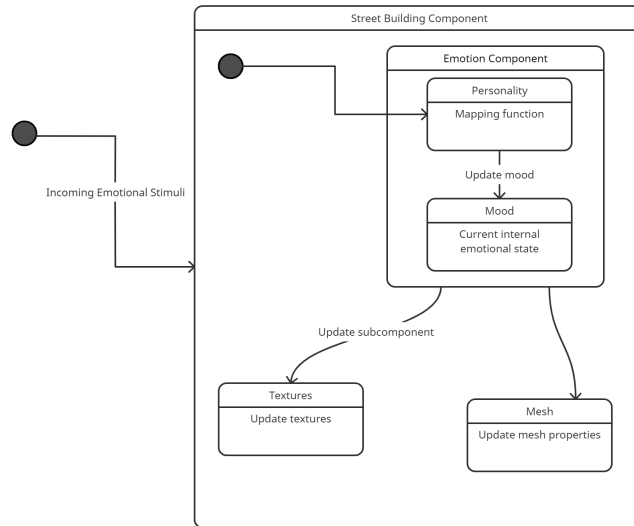 Street Building Component
Emotion Component
Personality
Mapping function
Update mood
Incoming Emotional Stimuli
Mood
Current internal
emotional state
Update subcomponent
Textures
Update textures
Mesh
Update mesh properties